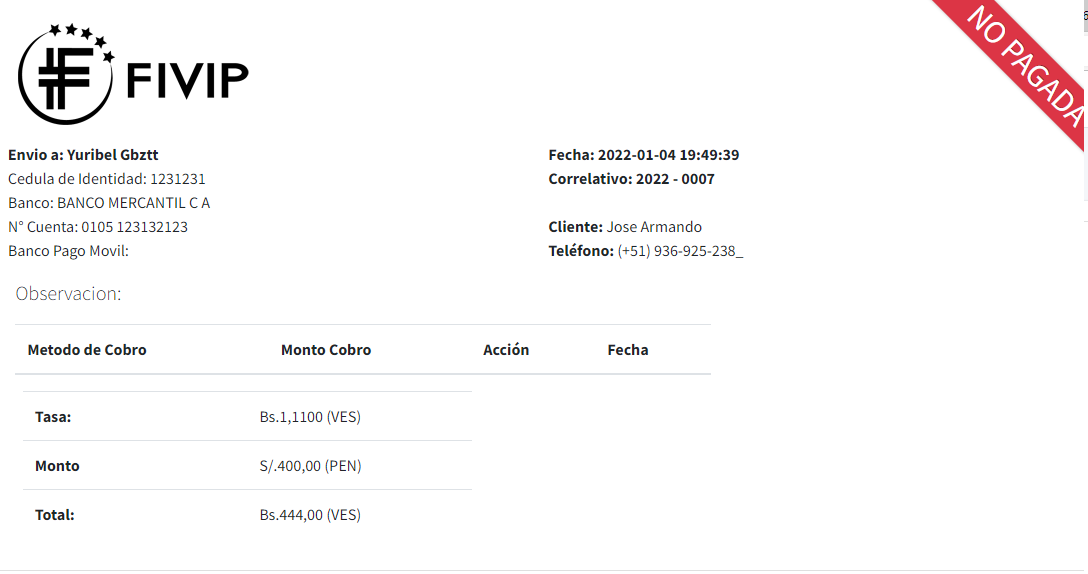 FIVIP
NO PAGADA
Envio a: Yuribel Gbztt
Cedula de Identidad: 1231231
Banco: BANCO MERCANTIL C A
N° Cuenta: 0105 123132123
Banco Pago Movil:
Fecha: 2022-01-04 19:49:39
Correlativo: 2022 - 0007
Cliente: Jose Armando
Teléfono: (+51) 936-925-238_
Observacion:
Metodo de Cobro Monto Cobro Acción Fecha
Tasa: Bs.1,1100 (VES)
Monto S/.400,00 (PEN)
Total: Bs.444,00 (VES)